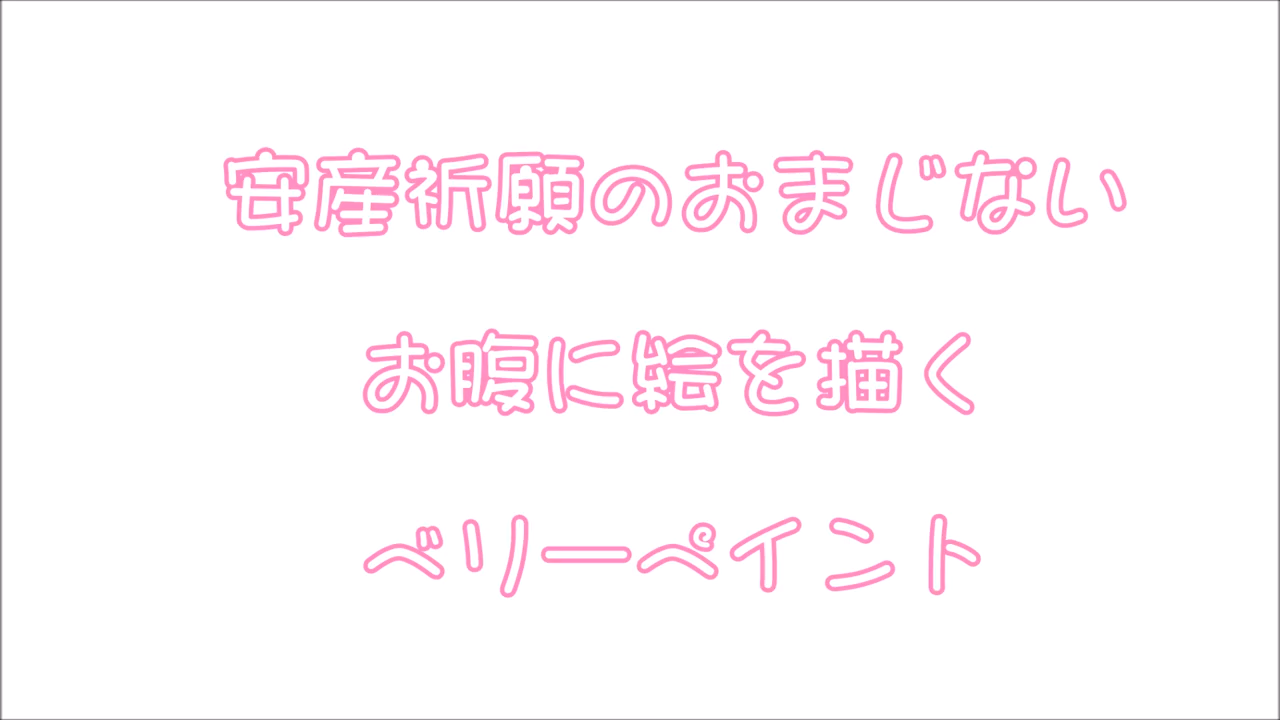 安産祈願のおまじない
お腹に絵を描く
ベリーペイント